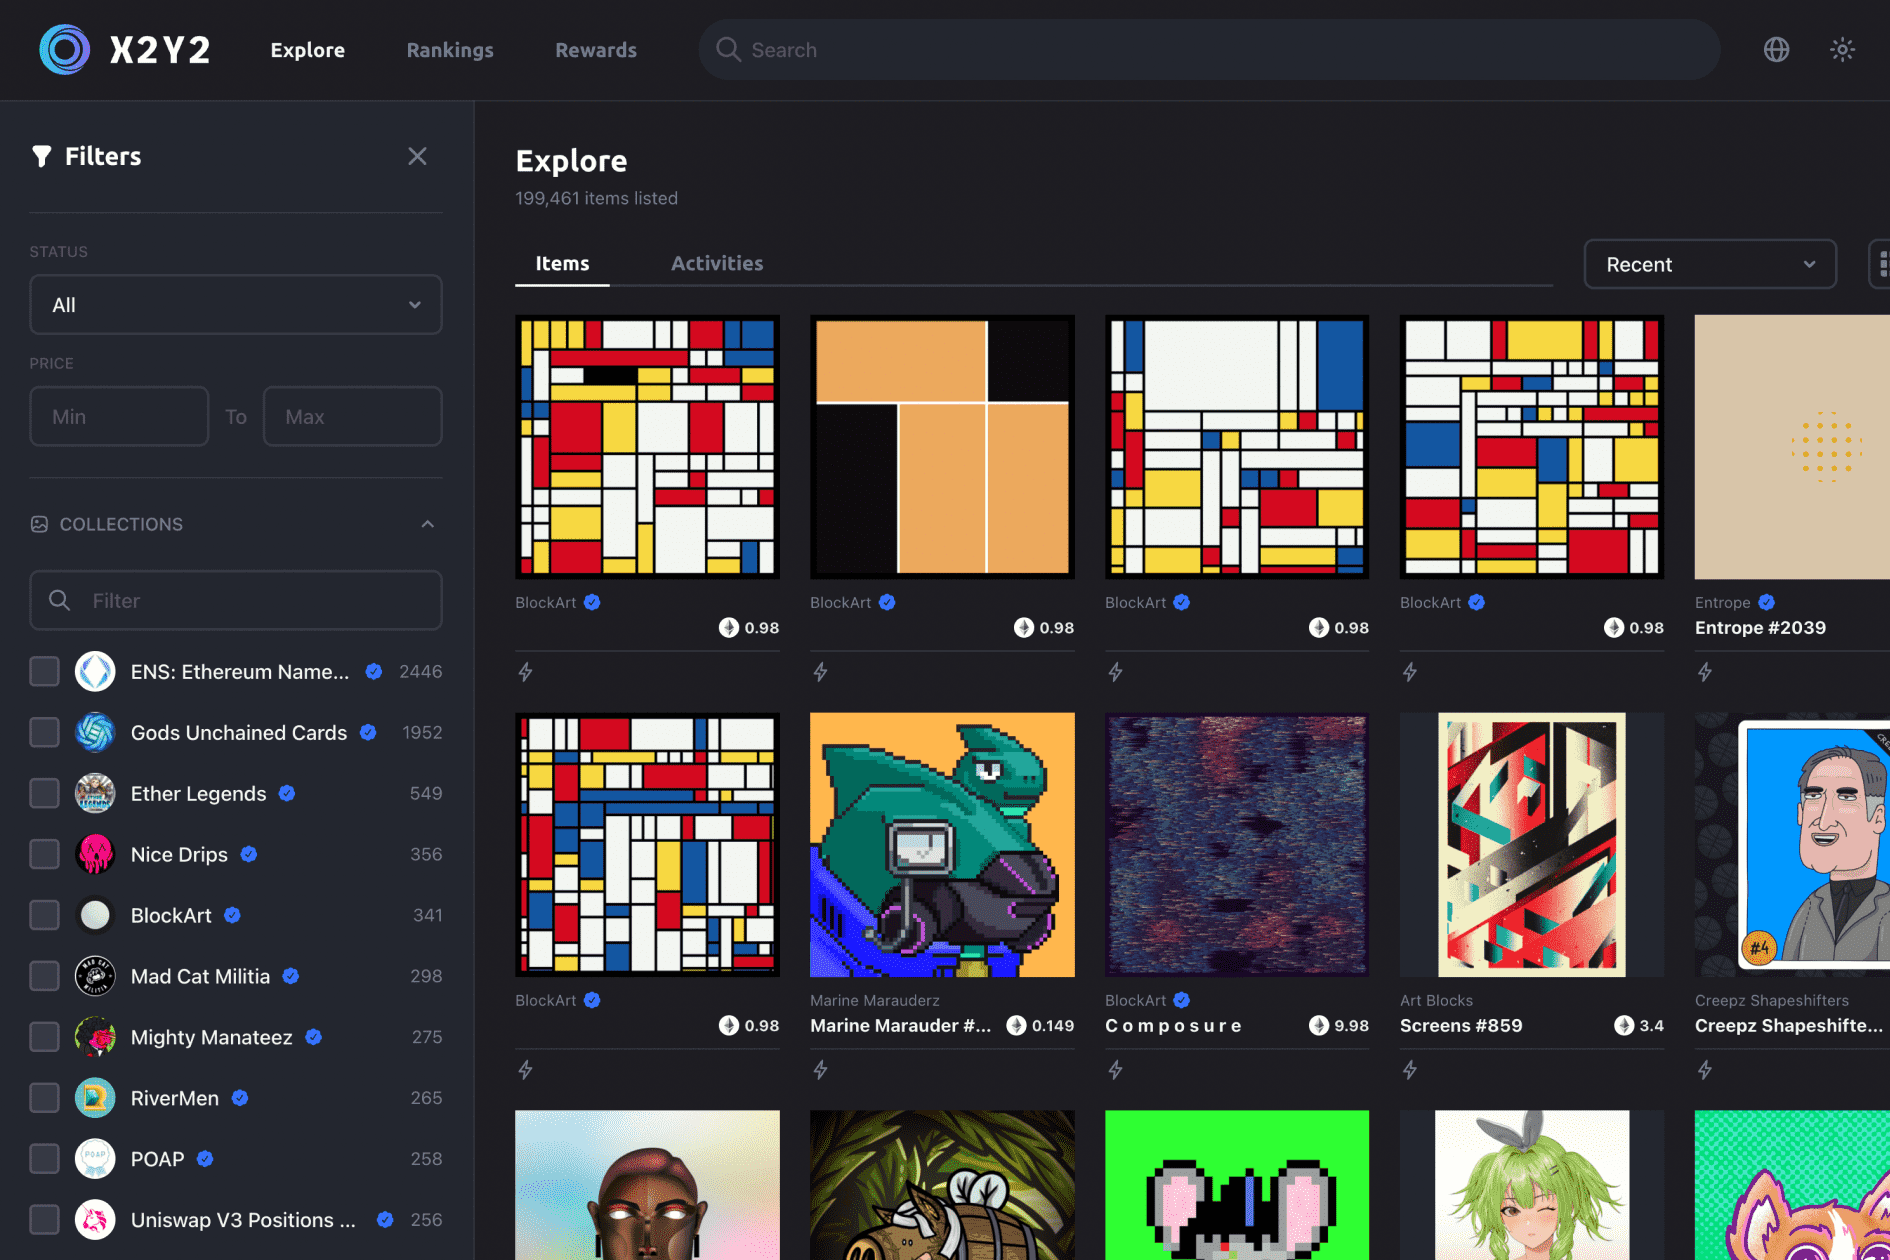 X2Y2
Explore
Rankings
Rewards
Search
Filters
STATUS
All
PRICE
Min
To
Max
COLLECTIONS
Filter
ENS: Ethereum Name... 2446
Gods Unchained Cards 1952
Ether Legends 549
Nice Drips 356
BlockArt 341
Mad Cat Militia 298
Mighty Manateez 275
RiverMen 265
POAP 258
Uniswap V3 Positions ... 256
Explore
199,461 items listed
Items
Activities
Recent
BlockArt
0.98
BlockArt
0.98
BlockArt
0.98
BlockArt
0.98
Entrope
Entrope #2039
#4
BlockArt
0.98
Marine Marauderz
Marine Marauder #... 0.149
BlockArt
C o m p o s u r e 9.98
Art Blocks
Screens #859 3.4
Creepz Shapeshifters
Creepz Shapeshifte...